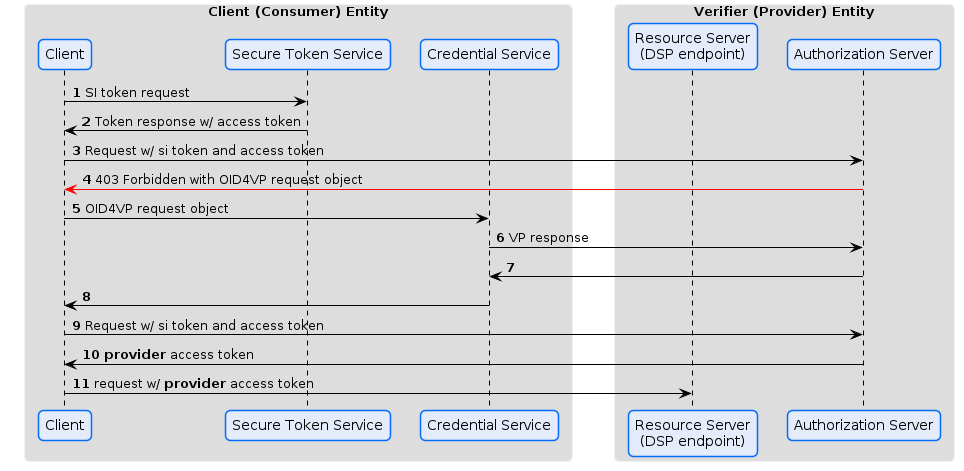 Client (Consumer) Entity
Verifier (Provider) Entity
Client
Secure Token Service
Credential Service
Resource Server
(DSP endpoint)
Authorization Server
1 SI token request
2 Token response w/ access token
3 Request w/ si token and access token
4 403 Forbidden with OID4VP request object
5 OID4VP request object
6 VP response
7
8
9 Request w/ si token and access token
10 provider access token
11 request w/ provider access token
Client
Secure Token Service
Credential Service
Resource Server
(DSP endpoint)
Authorization Server